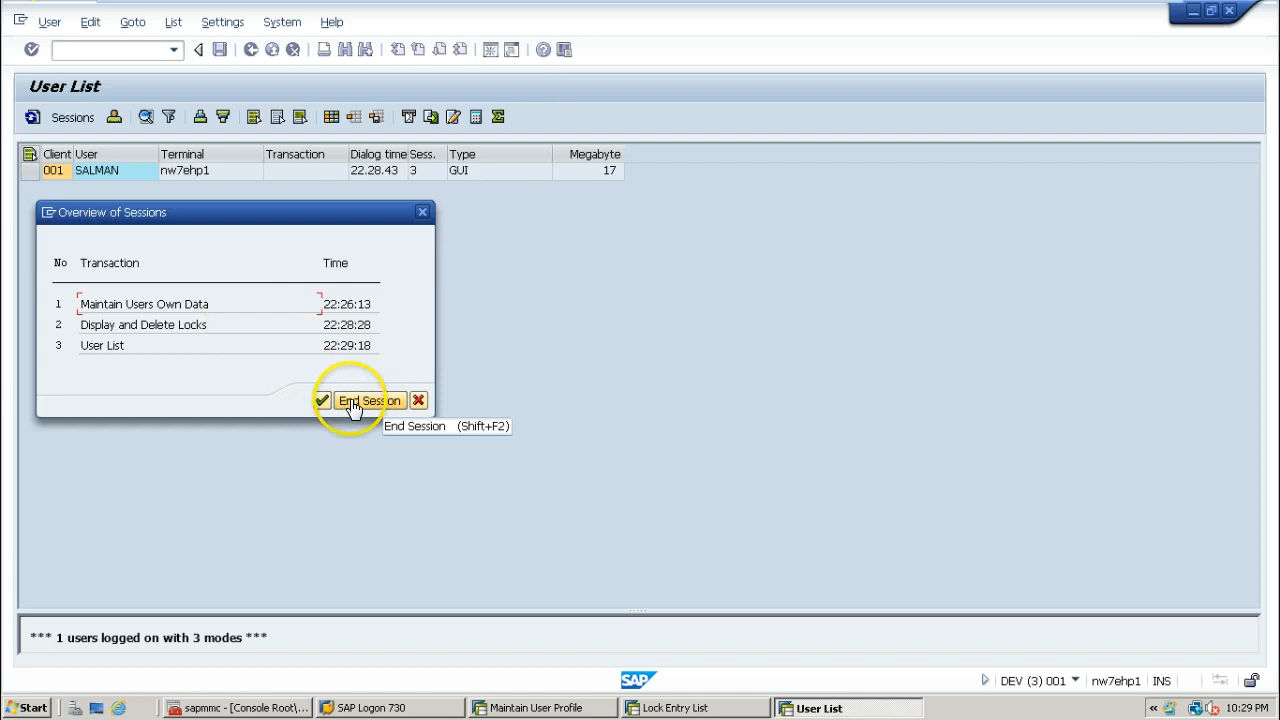 User Edit Goto List Settings System Help
User List
Sessions
Client User Terminal Transaction Dialog time Sess. Type Megabyte
001 SALMAN nw7ehp1 22.28.43 3 GUI 17
Overview of Sessions
No Transaction Time
1 Maintain Users Own Data 22:26:13
2 Display and Delete Locks 22:28:28
3 User List 22:29:18
End Session
End Session (Shift+F2)
*** 1 users logged on with 3 modes ***
SAP DEV (3) 001 nw7ehp1 INS
Start sapmmc - [Console Root\... SAP Logon 730 Maintain User Profile Lock Entry List User List 10:29 PM